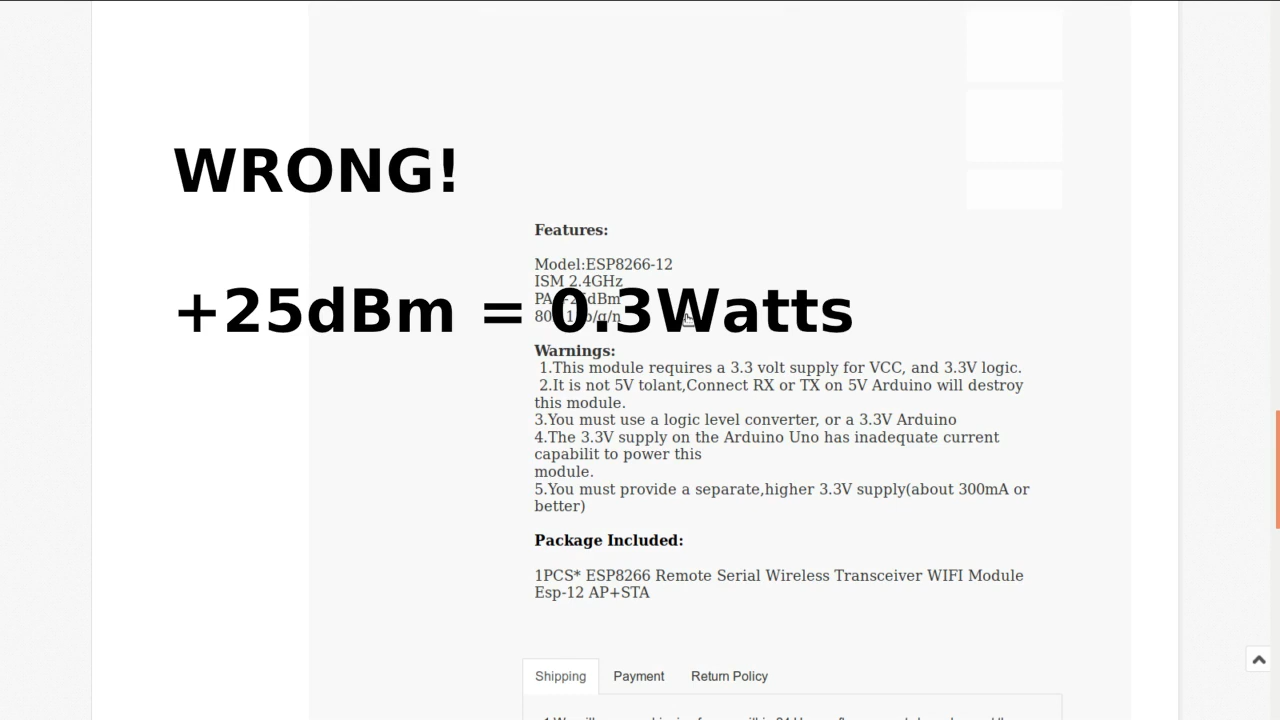 WRONG!
Features:
Model:ESP8266-12
ISM 2.4GHz
+25dBm = 0.3Watts
Warnings:
1.This module requires a 3.3 volt supply for VCC, and 3.3V logic.
2.It is not 5V tolant,Connect RX or TX on 5V Arduino will destroy
this module.
3.You must use a logic level converter, or a 3.3V Arduino
4.The 3.3V supply on the Arduino Uno has inadequate current
capabilit to power this
module.
5.You must provide a separate,higher 3.3V supply(about 300mA or
better)
Package Included:
1PCS* ESP8266 Remote Serial Wireless Transceiver WIFI Module
Esp-12 AP+STA
Shipping Payment Return Policy